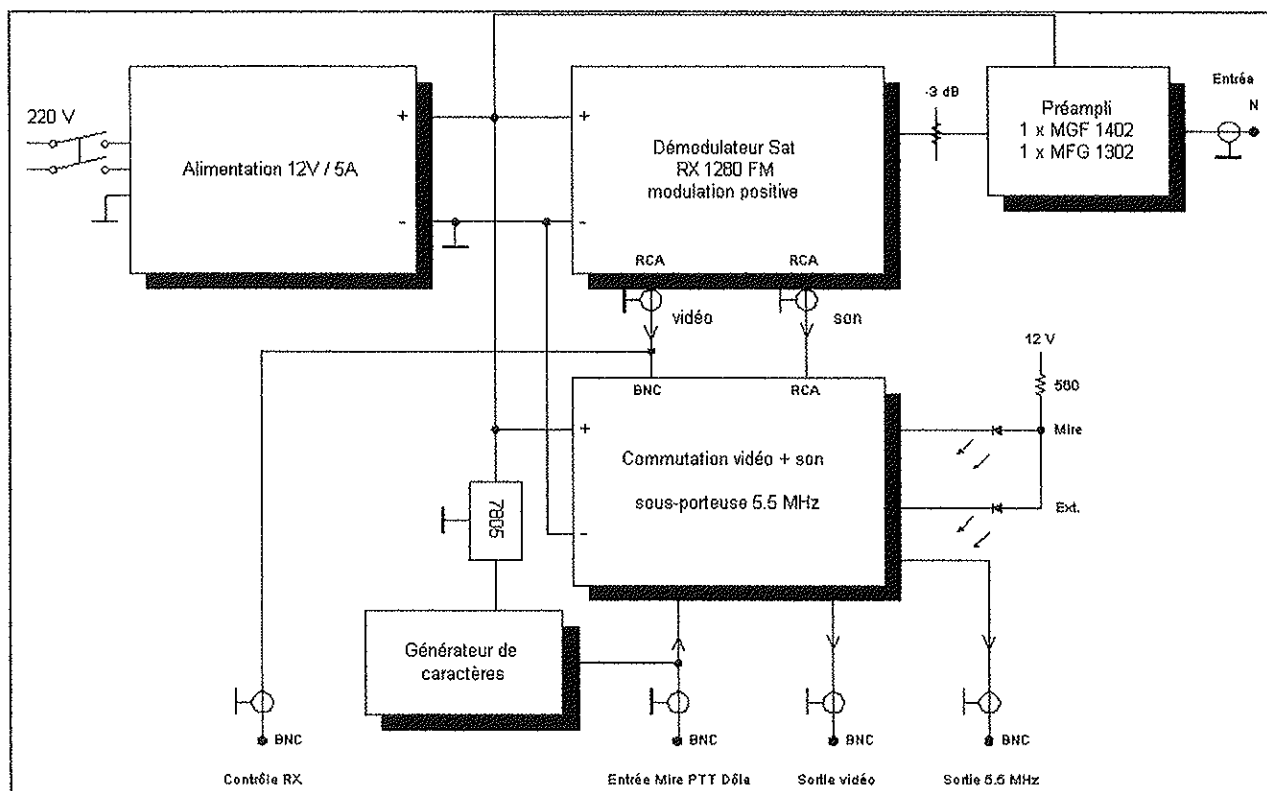 220 V
Alimentation 12V / 5A
+
-
+
-
Démodulateur Sat
RX 1280 FM
modulation positive
RCA
RCA
-3 dB
Préampli
1 x MGF 1402
1 x MFG 1302
Entrée
N
vidéo
son
12 V
560
BNC
RCA
+
-
Commutation vidéo + son
sous-porteuse 5.5 MHz
Mire
Ext.
7805
Générateur de
caractères
BNC
BNC
BNC
BNC
Contrôle RX
Entrée Mire PTT Dôla
Sortie vidéo
Sortie 5.5 MHz